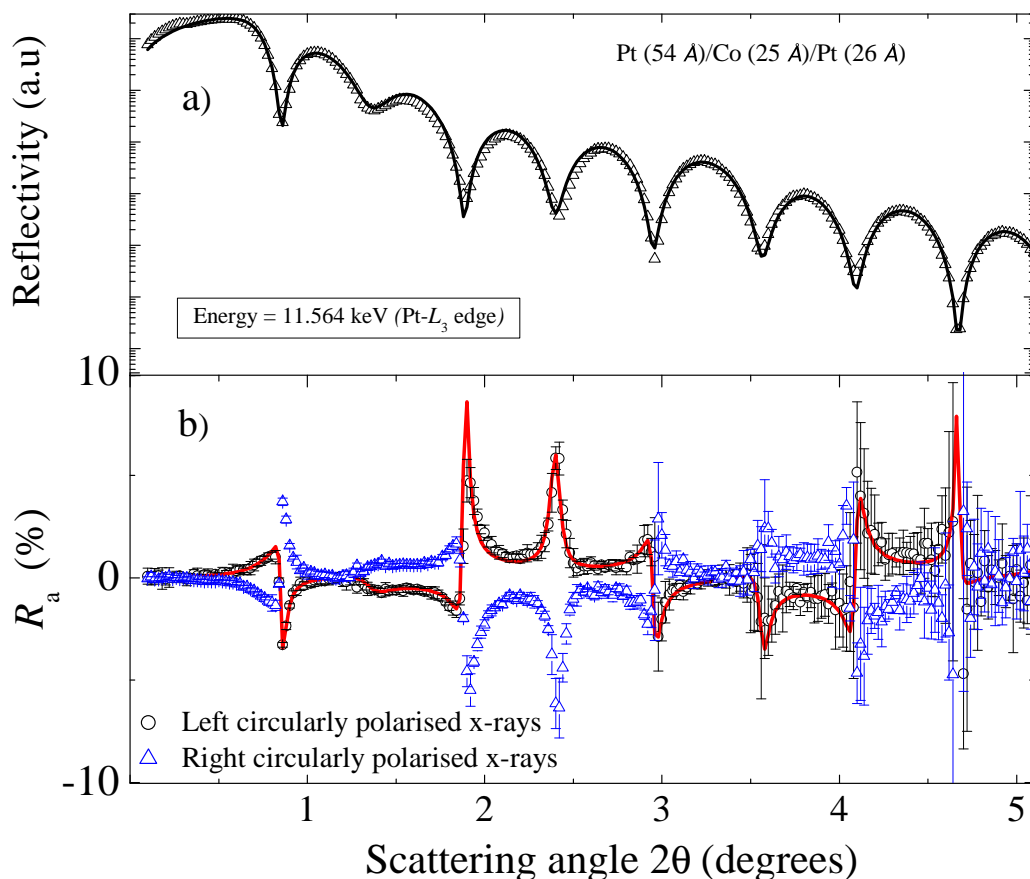 Pt (54 Å)/Co (25 Å)/Pt (26 Å)
a)
Reflectivity (a.u)
Energy = 11.564 keV (Pt-L₃ edge)
10
b)
Rₐ (%)
0
Left circularly polarised x-rays
Right circularly polarised x-rays
-10
1 2 3 4 5
Scattering angle 2θ (degrees)